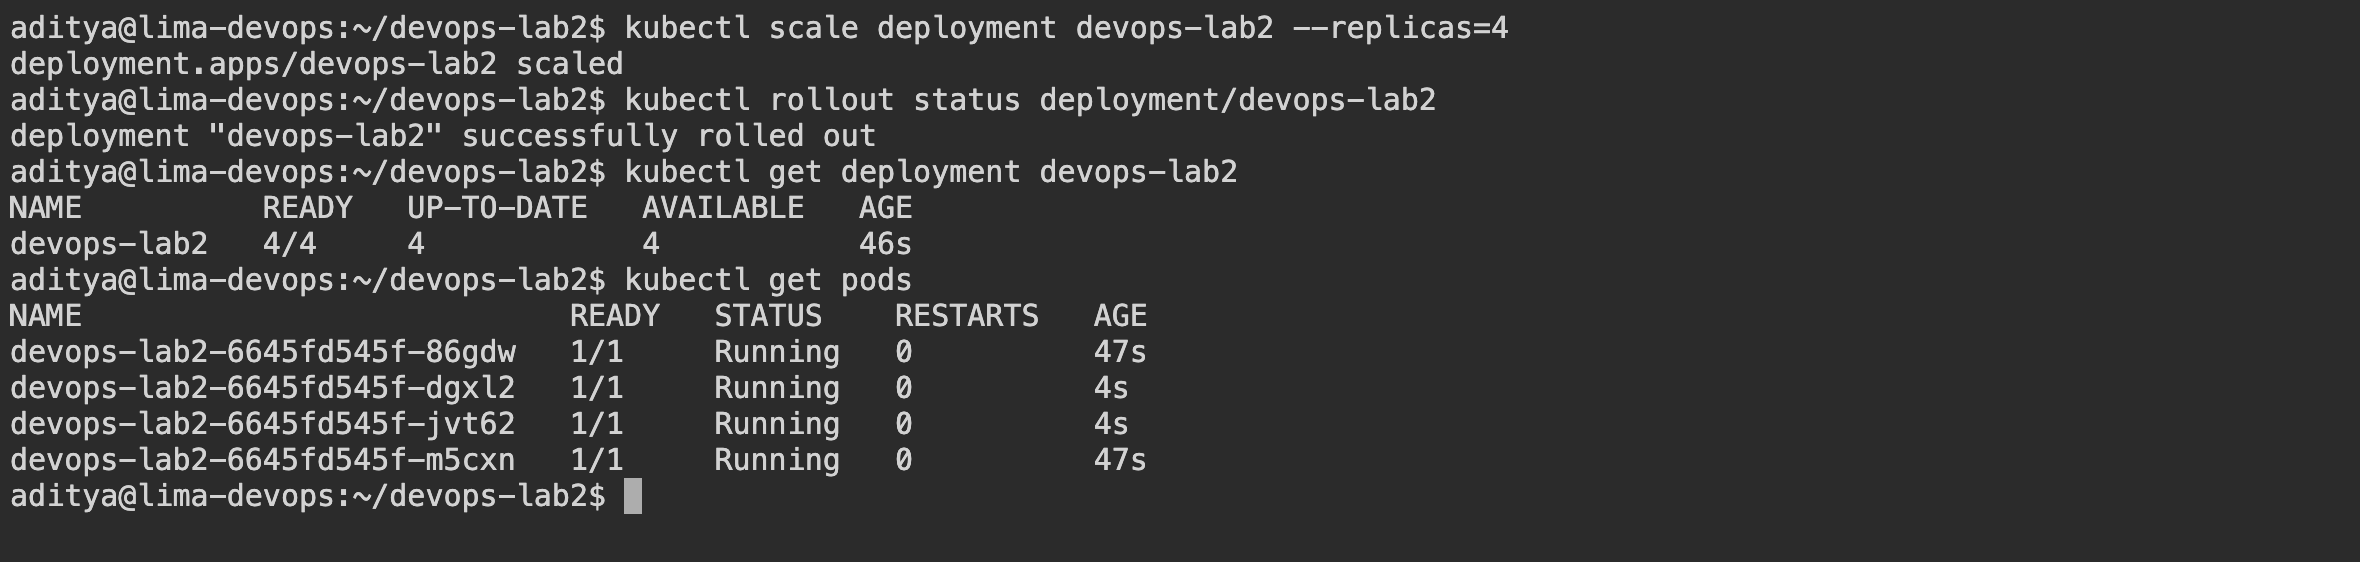 aditya@lima-devops:~/devops-lab2$ kubectl scale deployment devops-lab2 --replicas=4
deployment.apps/devops-lab2 scaled
aditya@lima-devops:~/devops-lab2$ kubectl rollout status deployment/devops-lab2
deployment "devops-lab2" successfully rolled out
aditya@lima-devops:~/devops-lab2$ kubectl get deployment devops-lab2
NAME          READY   UP-TO-DATE   AVAILABLE   AGE
devops-lab2   4/4     4            4           46s
aditya@lima-devops:~/devops-lab2$ kubectl get pods
NAME                           READY   STATUS    RESTARTS   AGE
devops-lab2-6645fd545f-86gdw   1/1     Running   0          47s
devops-lab2-6645fd545f-dgxl2   1/1     Running   0          4s
devops-lab2-6645fd545f-jvt62   1/1     Running   0          4s
devops-lab2-6645fd545f-m5cxn   1/1     Running   0          47s
aditya@lima-devops:~/devops-lab2$